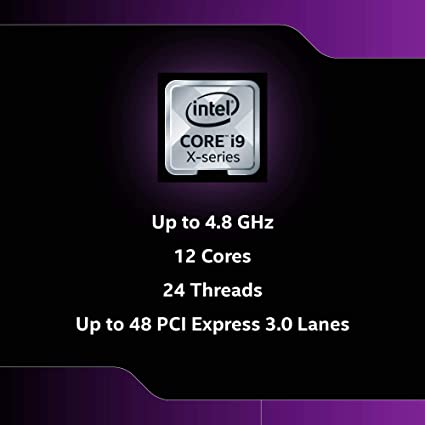 intel
CORE™ i9
X-series
Up to 4.8 GHz
12 Cores
24 Threads
Up to 48 PCI Express 3.0 Lanes